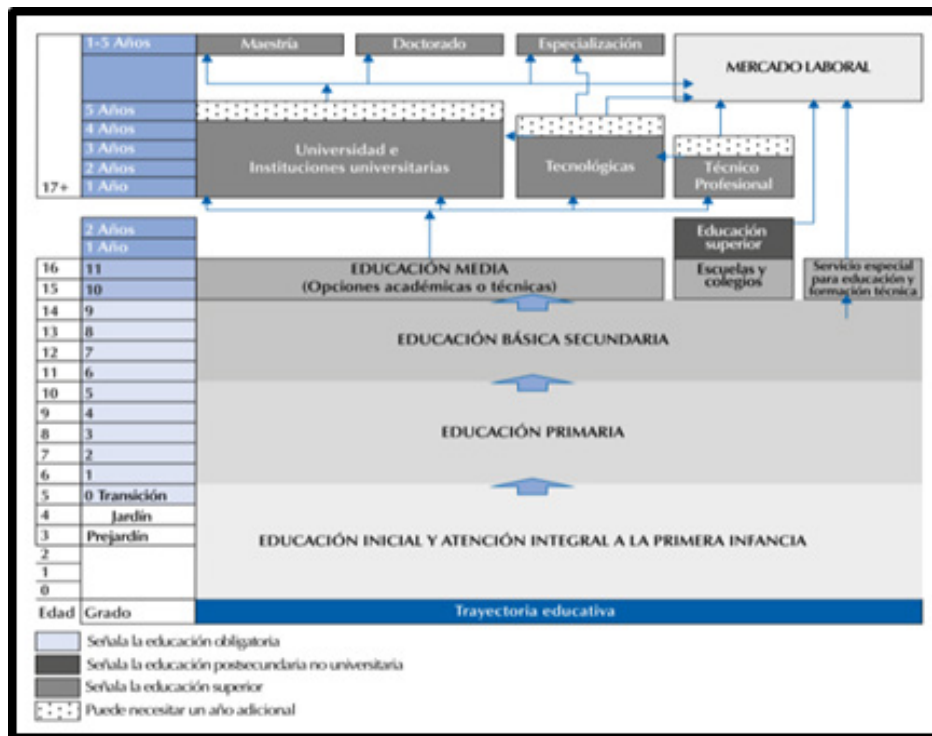 1-5 Años
Maestría
Doctorado
Especialización
MERCADO LABORAL
5 Años
4 Años
3 Años
2 Años
1 Año
17+
Universidad e
Instituciones universitarias
Tecnológicas
Técnico
Profesional
2 Años
1 Año
Educación
superior
Escuelas y
colegios
Servicio especial
para educación y
formación técnica
16 11
15 10
EDUCACIÓN MEDIA
(Opciones académicas o técnicas)
14 9
13 8
12 7
11 6
EDUCACIÓN BÁSICA SECUNDARIA
10 5
9 4
8 3
7 2
6 1
EDUCACIÓN PRIMARIA
5 0 Transición
4 Jardín
3 Prejardín
2
1
0
EDUCACIÓN INICIAL Y ATENCIÓN INTEGRAL A LA PRIMERA INFANCIA
Edad Grado Trayectoria educativa
Señala la educación obligatoria
Señala la educación postsecundaria no universitaria
Señala la educación superior
Puede necesitar un año adicional